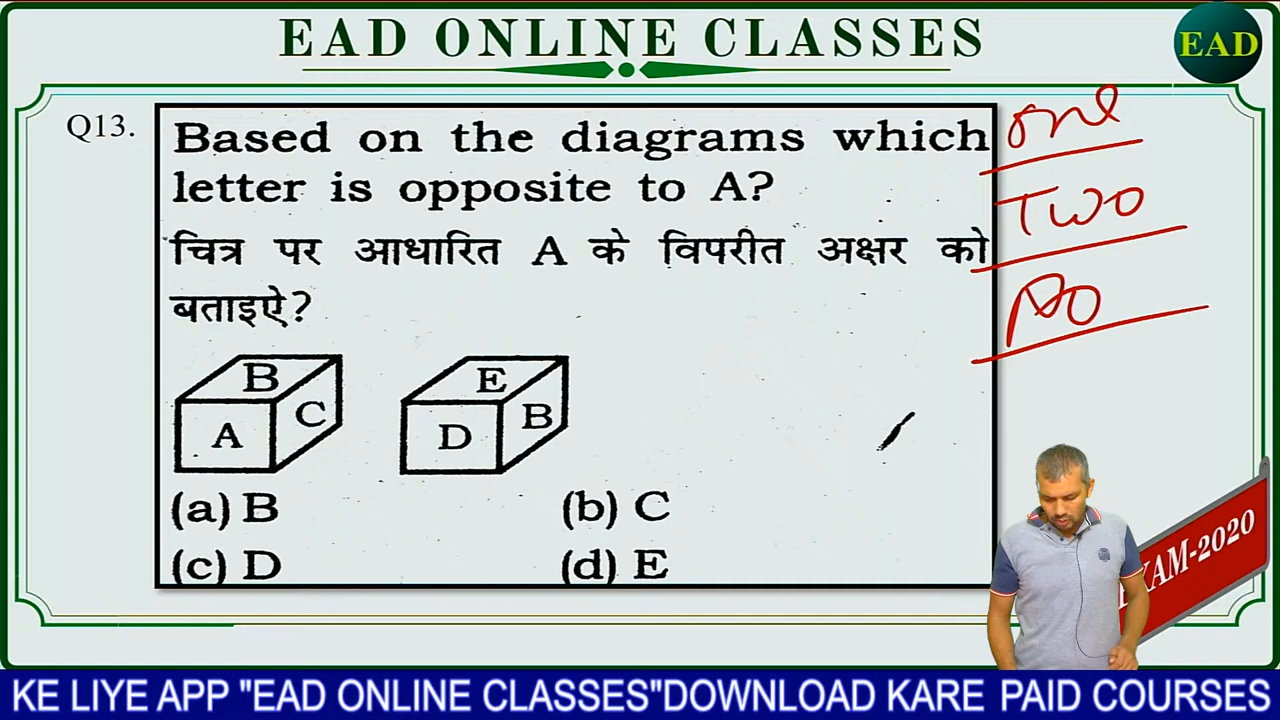 EAD ONLINE CLASSES
EAD
Q13.
Based on the diagrams which
letter is opposite to A?
चित्र पर आधारित A के विपरीत अक्षर को
बताइऐ?
B
A
C
E
D
B
(a) B
(b) C
(c) D
(d) E
one
Two
XAM-2020
KE LIYE APP "EAD ONLINE CLASSES"DOWNLOAD KARE PAID COURSES